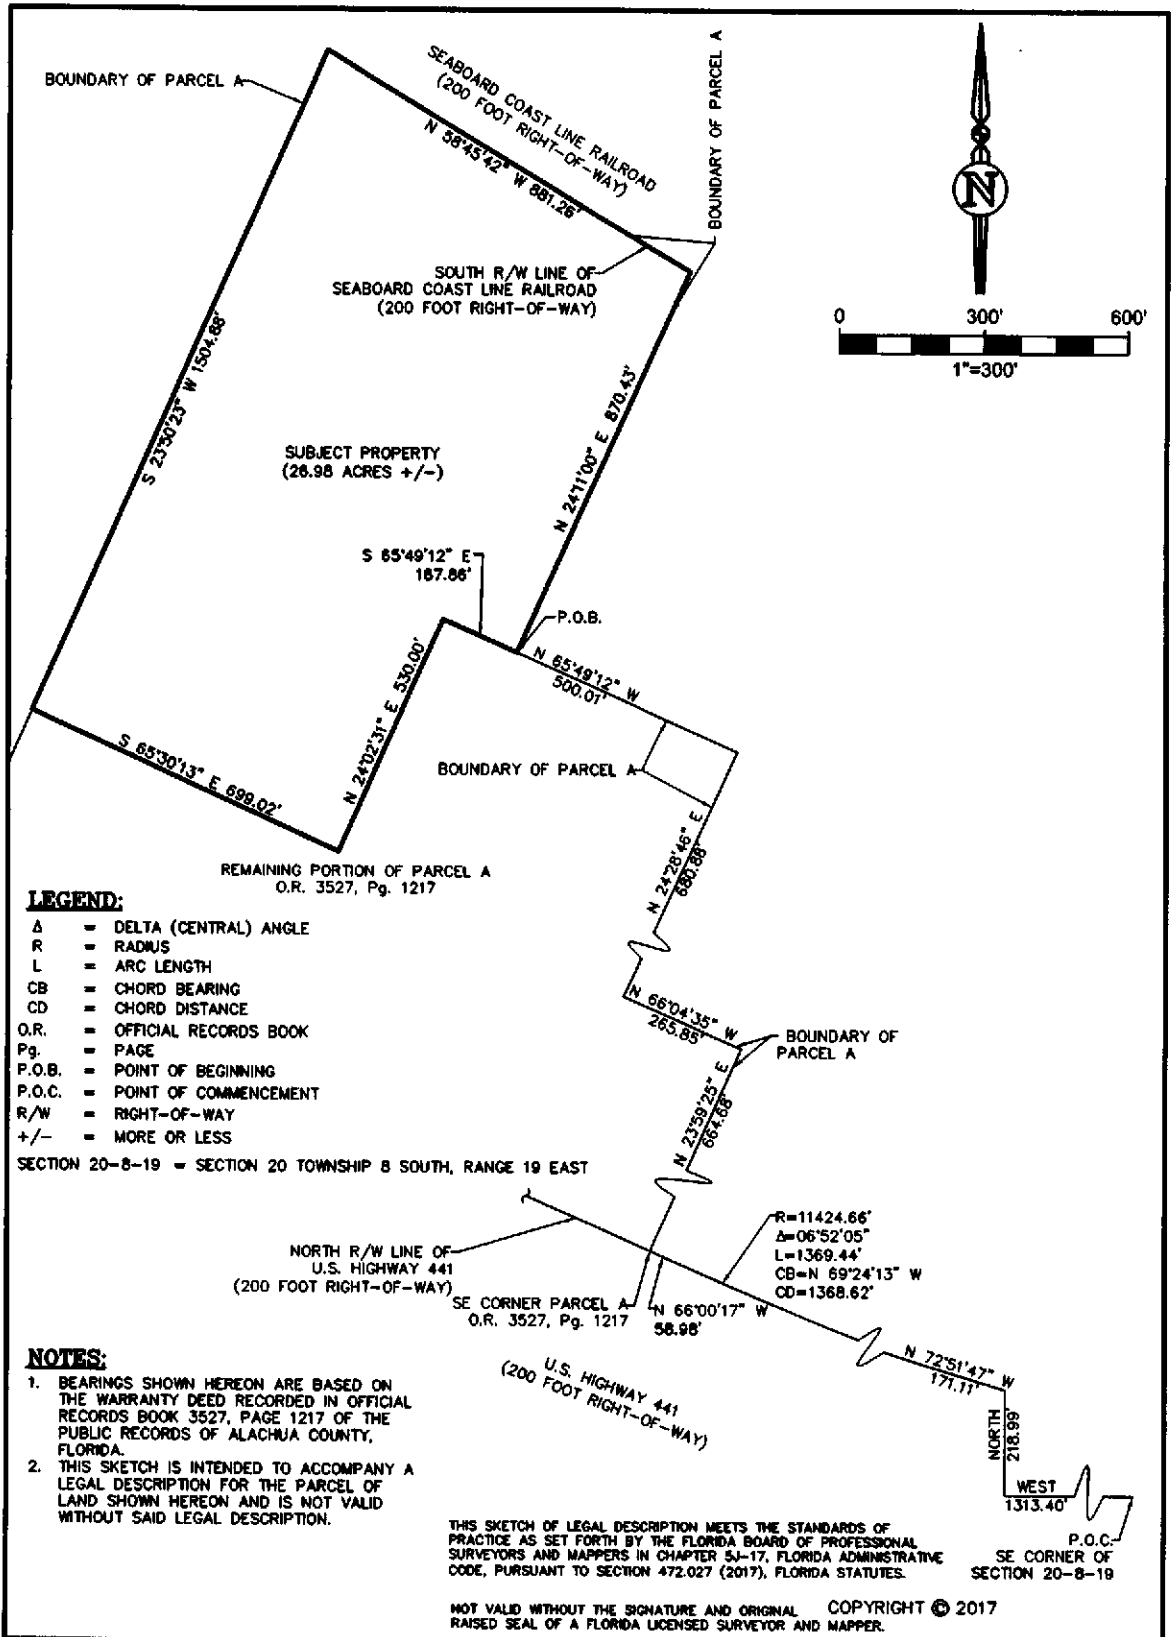 BOUNDARY OF PARCEL A
SEABOARD COAST LINE RAILROAD
(200 FOOT RIGHT-OF-WAY)
N 58°45'42" W 881.26'
BOUNDARY OF PARCEL A
N
SOUTH R/W LINE OF
SEABOARD COAST LINE RAILROAD
(200 FOOT RIGHT-OF-WAY)
0 300' 600'
1"=300'
S 23°50'23" W 1504.88'
N 24°11'00" E 870.43'
SUBJECT PROPERTY
(26.98 ACRES +/-)
S 65°49'12" E
167.86'
P.O.B.
N 65°49'12" W
500.01'
N 24°02'31" E 530.00'
S 65°30'13" E 699.02'
BOUNDARY OF PARCEL A
N 24°28'46" E
680.88'
REMAINING PORTION OF PARCEL A
O.R. 3527, Pg. 1217
LEGEND:
Δ = DELTA (CENTRAL) ANGLE
R = RADIUS
L = ARC LENGTH
CB = CHORD BEARING
CD = CHORD DISTANCE
O.R. = OFFICIAL RECORDS BOOK
Pg. = PAGE
P.O.B. = POINT OF BEGINNING
P.O.C. = POINT OF COMMENCEMENT
R/W = RIGHT-OF-WAY
+/- = MORE OR LESS
SECTION 20-8-19 = SECTION 20 TOWNSHIP 8 SOUTH, RANGE 19 EAST
N 66°04'35" W
265.85'
BOUNDARY OF
PARCEL A
N 23°59'25" E
664.68'
NORTH R/W LINE OF
U.S. HIGHWAY 441
(200 FOOT RIGHT-OF-WAY)
R=11424.66'
Δ=06°52'05"
L=1369.44'
CB=N 69°24'13" W
CD=1368.62'
SE CORNER PARCEL A
O.R. 3527, Pg. 1217
N 66°00'17" W
58.98'
U.S. HIGHWAY 441
(200 FOOT RIGHT-OF-WAY)
N 72°51'47" W
171.11'
NORTH
218.99'
WEST
1313.40'
P.O.C.
SE CORNER OF
SECTION 20-8-19
NOTES:
1. BEARINGS SHOWN HEREON ARE BASED ON
THE WARRANTY DEED RECORDED IN OFFICIAL
RECORDS BOOK 3527, PAGE 1217 OF THE
PUBLIC RECORDS OF ALACHUA COUNTY,
FLORIDA.
2. THIS SKETCH IS INTENDED TO ACCOMPANY A
LEGAL DESCRIPTION FOR THE PARCEL OF
LAND SHOWN HEREON AND IS NOT VALID
WITHOUT SAID LEGAL DESCRIPTION.
THIS SKETCH OF LEGAL DESCRIPTION MEETS THE STANDARDS OF
PRACTICE AS SET FORTH BY THE FLORIDA BOARD OF PROFESSIONAL
SURVEYORS AND MAPPERS IN CHAPTER 5J-17, FLORIDA ADMINISTRATIVE
CODE, PURSUANT TO SECTION 472.027 (2017), FLORIDA STATUTES.
NOT VALID WITHOUT THE SIGNATURE AND ORIGINAL
RAISED SEAL OF A FLORIDA LICENSED SURVEYOR AND MAPPER.
COPYRIGHT © 2017